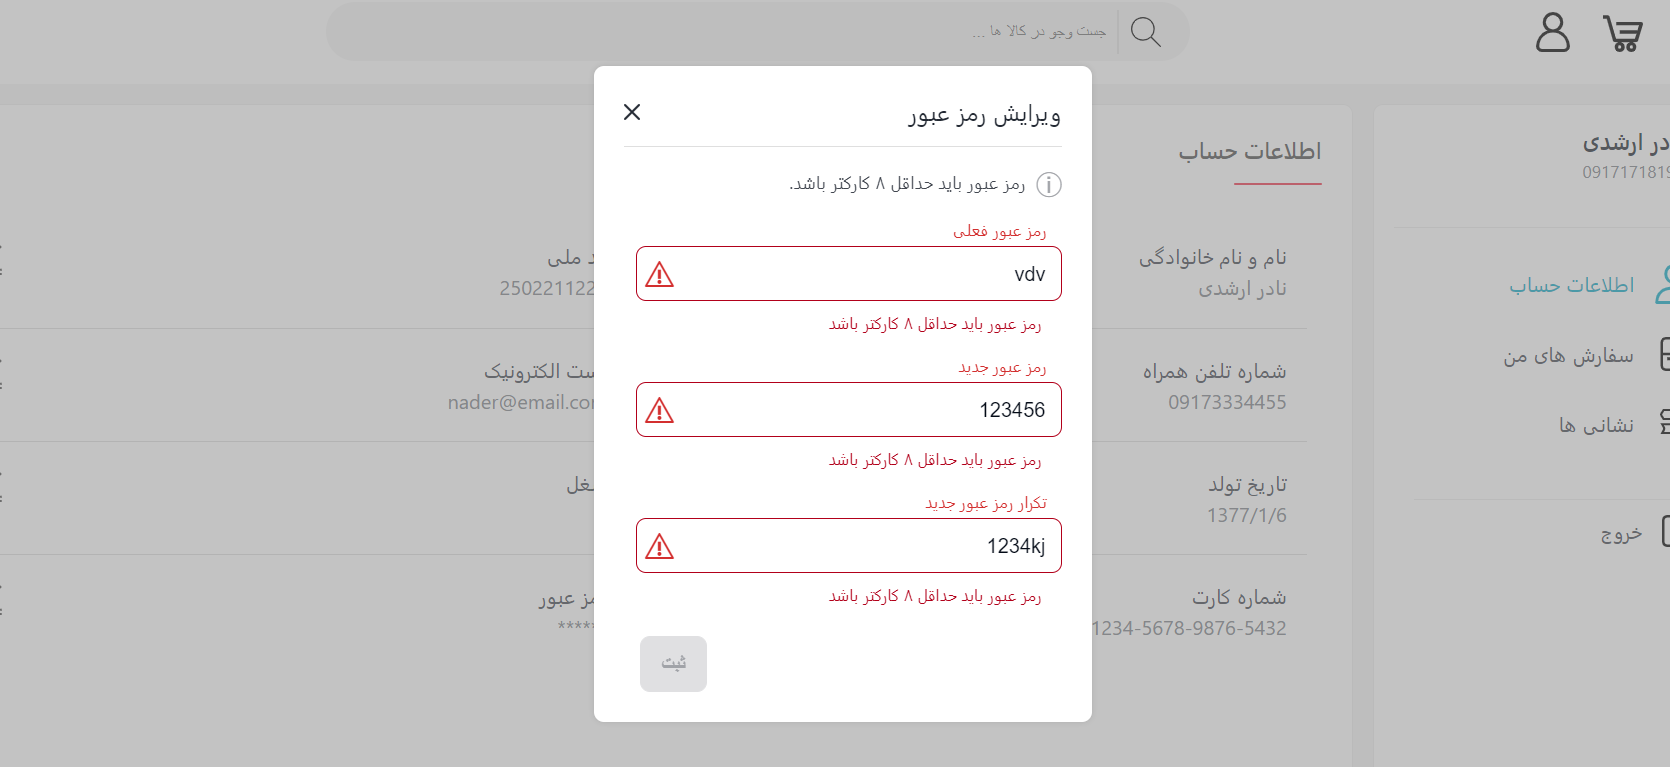 جست وجو در کالا ها ...
در ارشدی
0917171819
اطلاعات حساب
سفارش های من
نشانی ها
خروج
اطلاعات حساب
نام و نام خانوادگی
نادر ارشدی
د ملی
250221122
شماره تلفن همراه
09173334455
ست الکترونیک
nader@email.com
تاریخ تولد
1377/1/6
غل
شماره کارت
1234-5678-9876-5432
مز عبور
*****
ویرایش رمز عبور
رمز عبور باید حداقل ۸ کارکتر باشد.
رمز عبور فعلی
vdv
رمز عبور باید حداقل ۸ کارکتر باشد
رمز عبور جدید
123456
رمز عبور باید حداقل ۸ کارکتر باشد
تکرار رمز عبور جدید
1234kj
رمز عبور باید حداقل ۸ کارکتر باشد
ثبت